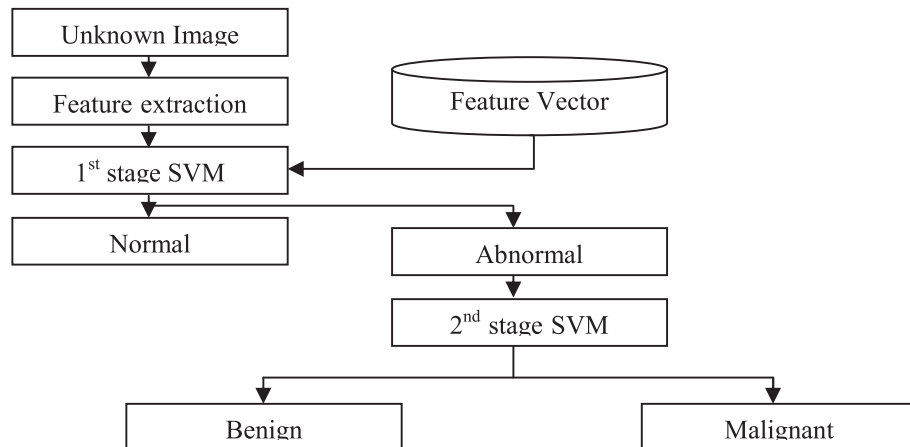 Unknown Image
Feature extraction
Feature Vector
1st stage SVM
Normal
Abnormal
2nd stage SVM
Benign
Malignant